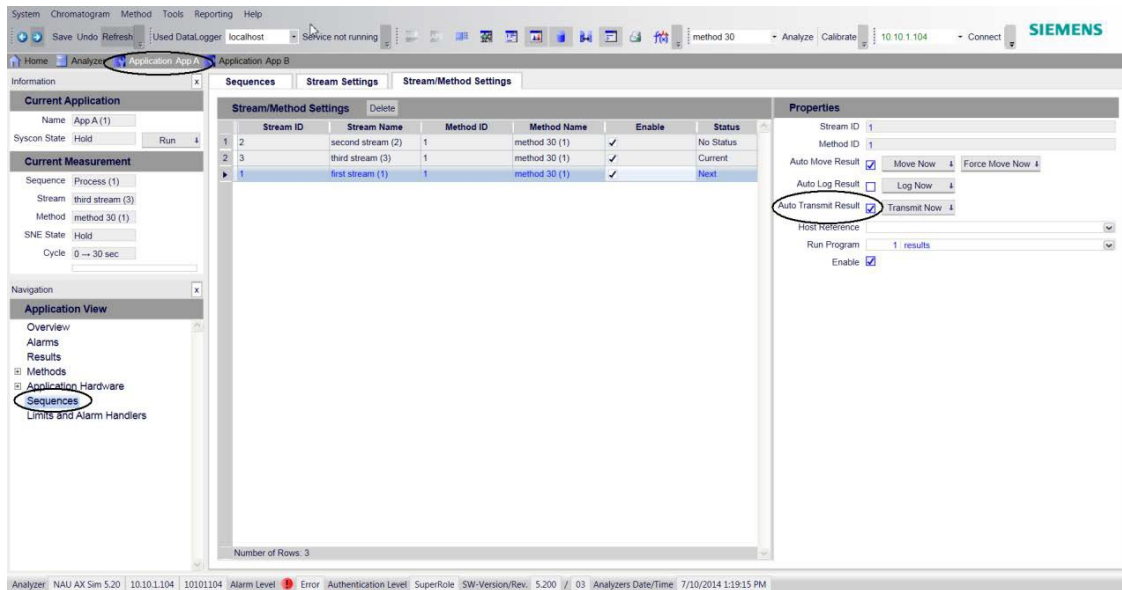 System Chromatogram Method Tools Reporting Help
Save Undo Refresh Used DataLogger localhost Service not running method 30 Analyze Calibrate 10.10.1.104 Connect SIEMENS
Home Analyzer Application App A Application App B
Information x Sequences Stream Settings Stream/Method Settings
Current Application
Name App A (1)
Syscon State Hold Run
Current Measurement
Sequence Process (1)
Stream third stream (3)
Method method 30 (1)
SNE State Hold
Cycle 0 → 30 sec
Navigation x
Application View
Overview
Alarms
Results
Methods
Application Hardware
Sequences
Limits and Alarm Handlers
Stream/Method Settings Delete
Stream ID Stream Name Method ID Method Name Enable Status
1 2 second stream (2) 1 method 30 (1) ✓ No Status
2 3 third stream (3) 1 method 30 (1) ✓ Current
1 first stream (1) 1 method 30 (1) ✓ Next
Number of Rows: 3
Properties
Stream ID 1
Method ID 1
Auto Move Result Move Now Force Move Now
Auto Log Result Log Now
Auto Transmit Result Transmit Now
Host Reference
Run Program 1 results
Enable
Analyzer NAU AX Sim 5.20 10.10.1.104 10101104 Alarm Level Error Authentication Level SuperRole SW-Version/Rev. 5.200 / 03 Analyzers Date/Time 7/10/2014 1:19:15 PM